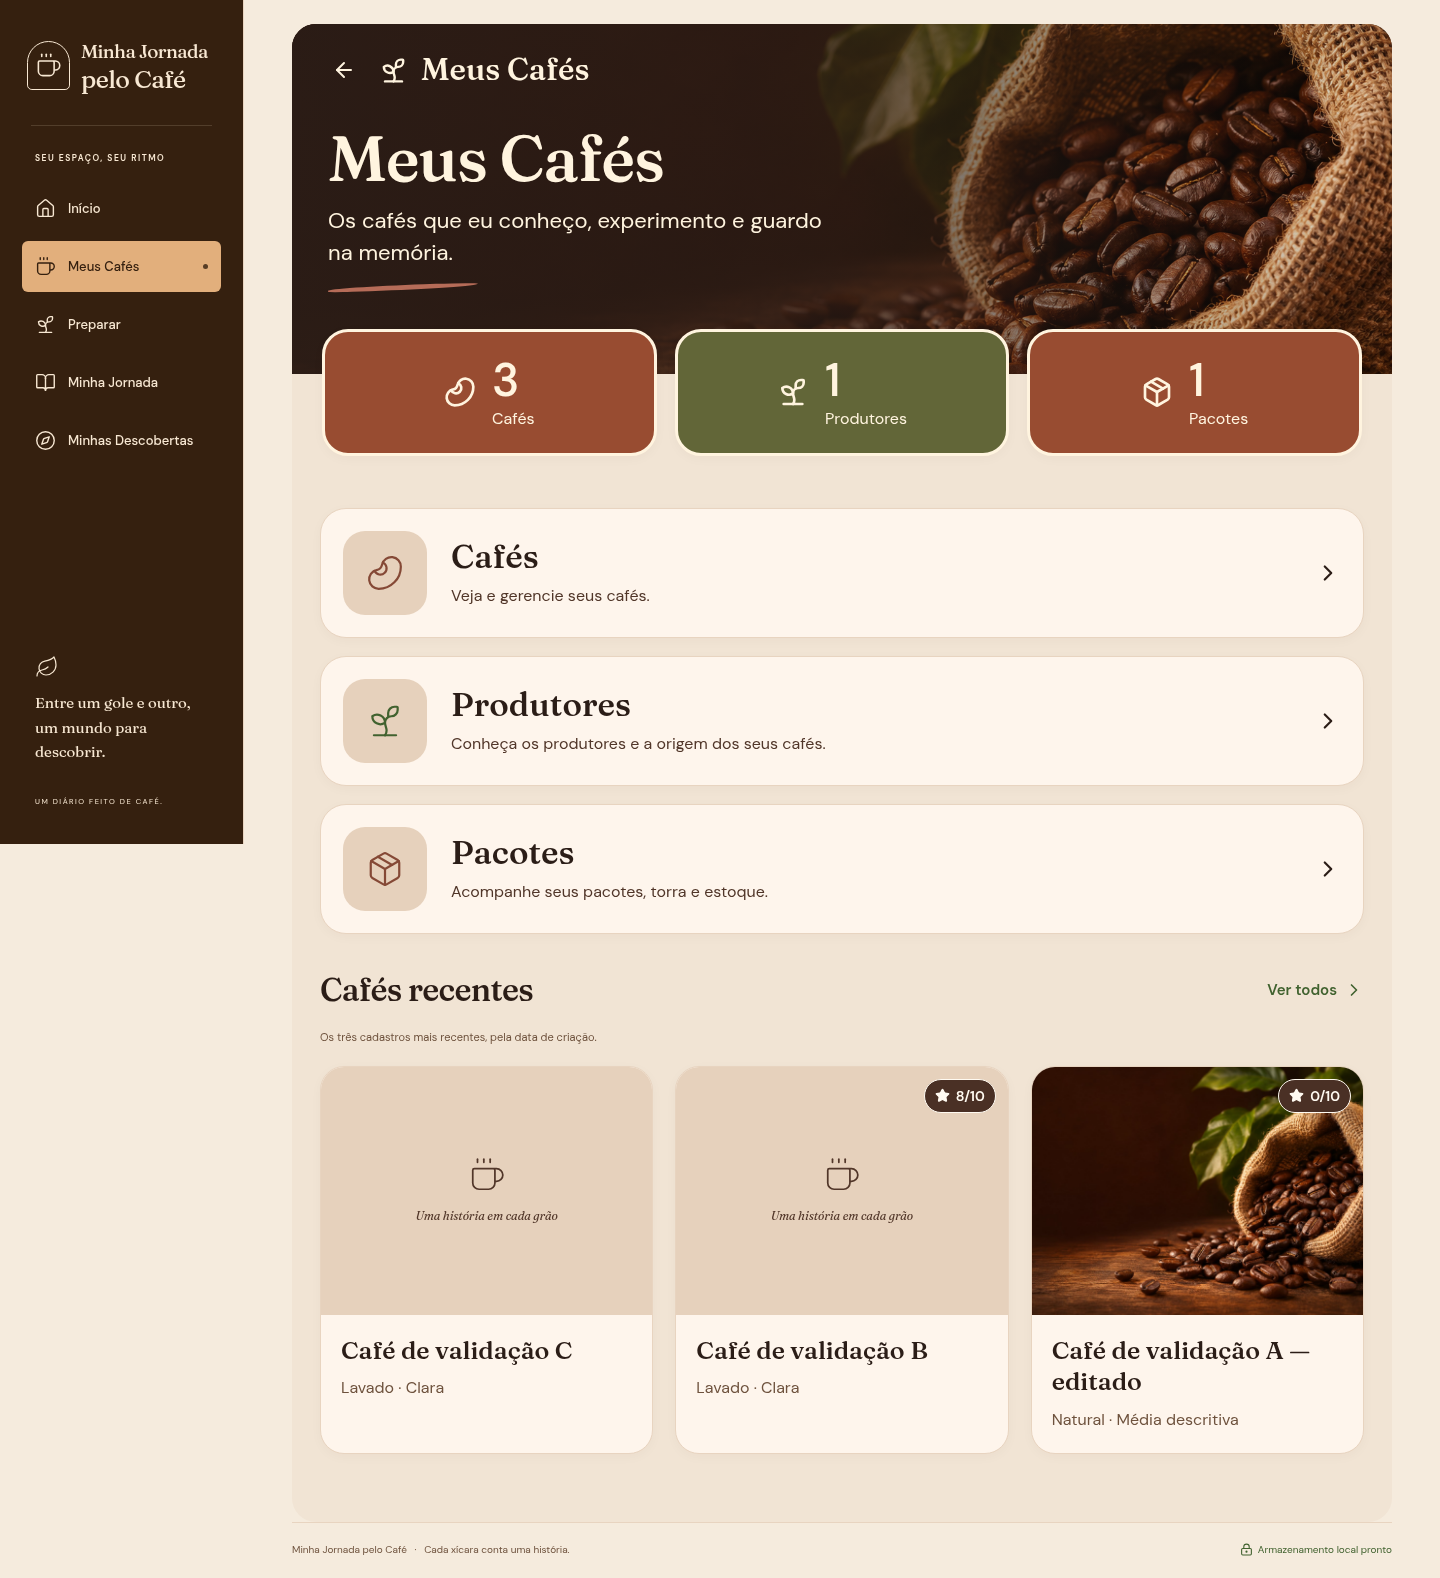 Minha Jornada
pelo Café
SEU ESPAÇO, SEU RITMO
Início
Meus Cafés
Preparar
Minha Jornada
Minhas Descobertas
Entre um gole e outro,
um mundo para
descobrir.
UM DIÁRIO FEITO DE CAFÉ.
Meus Cafés
Meus Cafés
Os cafés que eu conheço, experimento e guardo
na memória.
3
Cafés
1
Produtores
1
Pacotes
Cafés
Veja e gerencie seus cafés.
Produtores
Conheça os produtores e a origem dos seus cafés.
Pacotes
Acompanhe seus pacotes, torra e estoque.
Cafés recentes
Ver todos
Os três cadastros mais recentes, pela data de criação.
Uma história em cada grão
Café de validação C
Lavado · Clara
8/10
Uma história em cada grão
Café de validação B
Lavado · Clara
0/10
Café de validação A —
editado
Natural · Média descritiva
Minha Jornada pelo Café · Cada xícara conta uma história.
Armazenamento local pronto